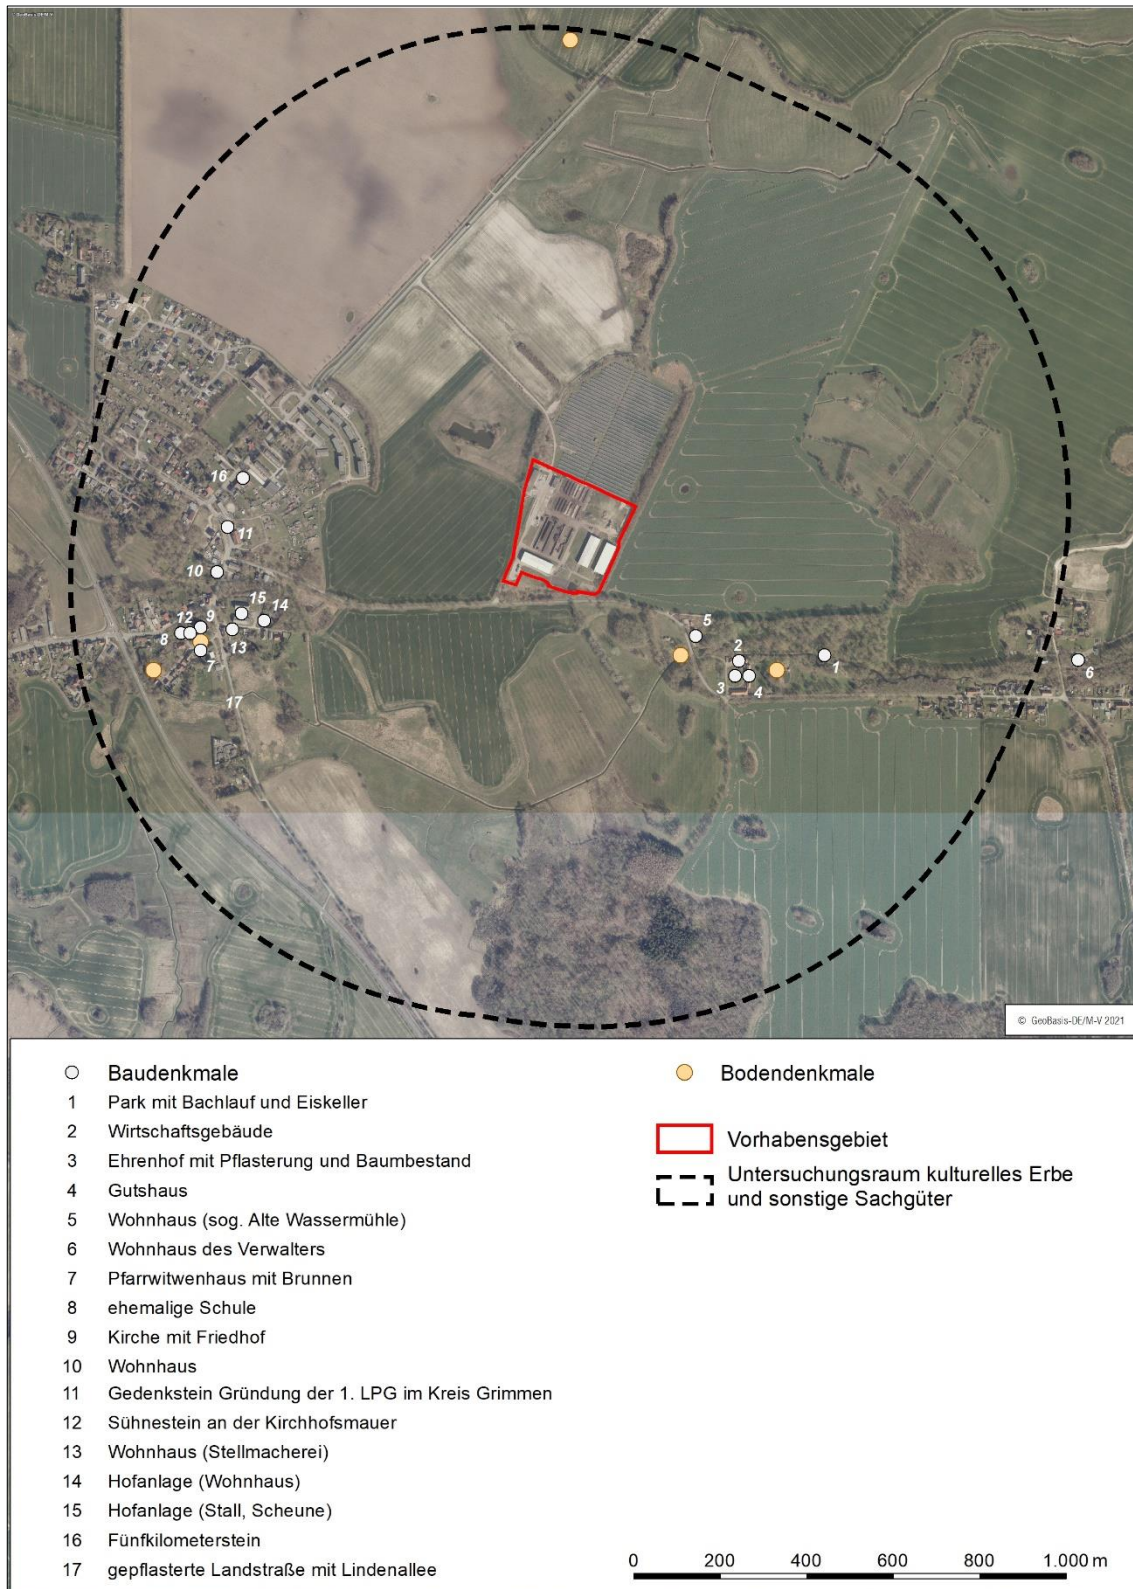 GeoBasis-DE/M-V
16
11
10
15
14
9
12
8
13
7
17
5
2
1
3
4
6
© GeoBasis-DE/M-V 2021
Baudenkmale
1 Park mit Bachlauf und Eiskeller
2 Wirtschaftsgebäude
3 Ehrenhof mit Pflasterung und Baumbestand
4 Gutshaus
5 Wohnhaus (sog. Alte Wassermühle)
6 Wohnhaus des Verwalters
7 Pfarrwitwenhaus mit Brunnen
8 ehemalige Schule
9 Kirche mit Friedhof
10 Wohnhaus
11 Gedenkstein Gründung der 1. LPG im Kreis Grimmen
12 Sühnestein an der Kirchhofsmauer
13 Wohnhaus (Stellmacherei)
14 Hofanlage (Wohnhaus)
15 Hofanlage (Stall, Scheune)
16 Fünfkilometerstein
17 gepflasterte Landstraße mit Lindenallee
Bodendenkmale
Vorhabensgebiet
Untersuchungsraum kulturelles Erbe
und sonstige Sachgüter
0 200 400 600 800 1.000 m